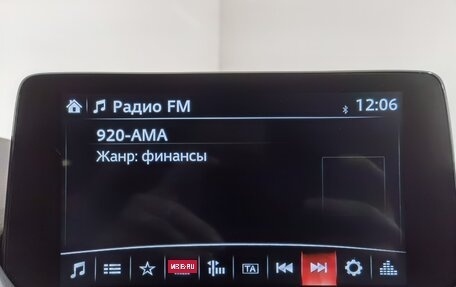 Радио FM
12:06
920-AMA
Жанр: финансы
TA